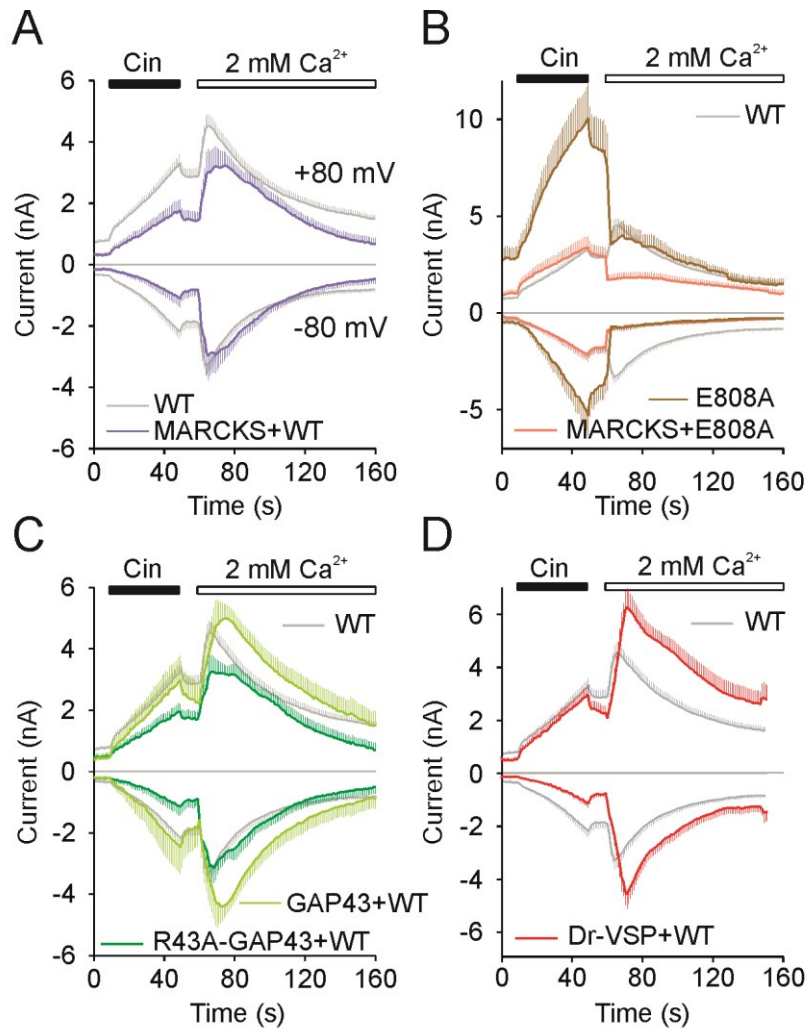 A
Cin
2 mM Ca²⁺
6
4
2
0
-2
-4
-6
Current (nA)
+80 mV
-80 mV
WT
MARCKS+WT
0
40
80
120
160
Time (s)
B
Cin
2 mM Ca²⁺
WT
10
5
0
-5
Current (nA)
E808A
MARCKS+E808A
0
40
80
120
160
Time (s)
C
Cin
2 mM Ca²⁺
WT
6
4
2
0
-2
-4
-6
Current (nA)
GAP43+WT
R43A-GAP43+WT
0
40
80
120
160
Time (s)
D
Cin
2 mM Ca²⁺
WT
6
4
2
0
-2
-4
-6
Current (nA)
Dr-VSP+WT
0
40
80
120
160
Time (s)